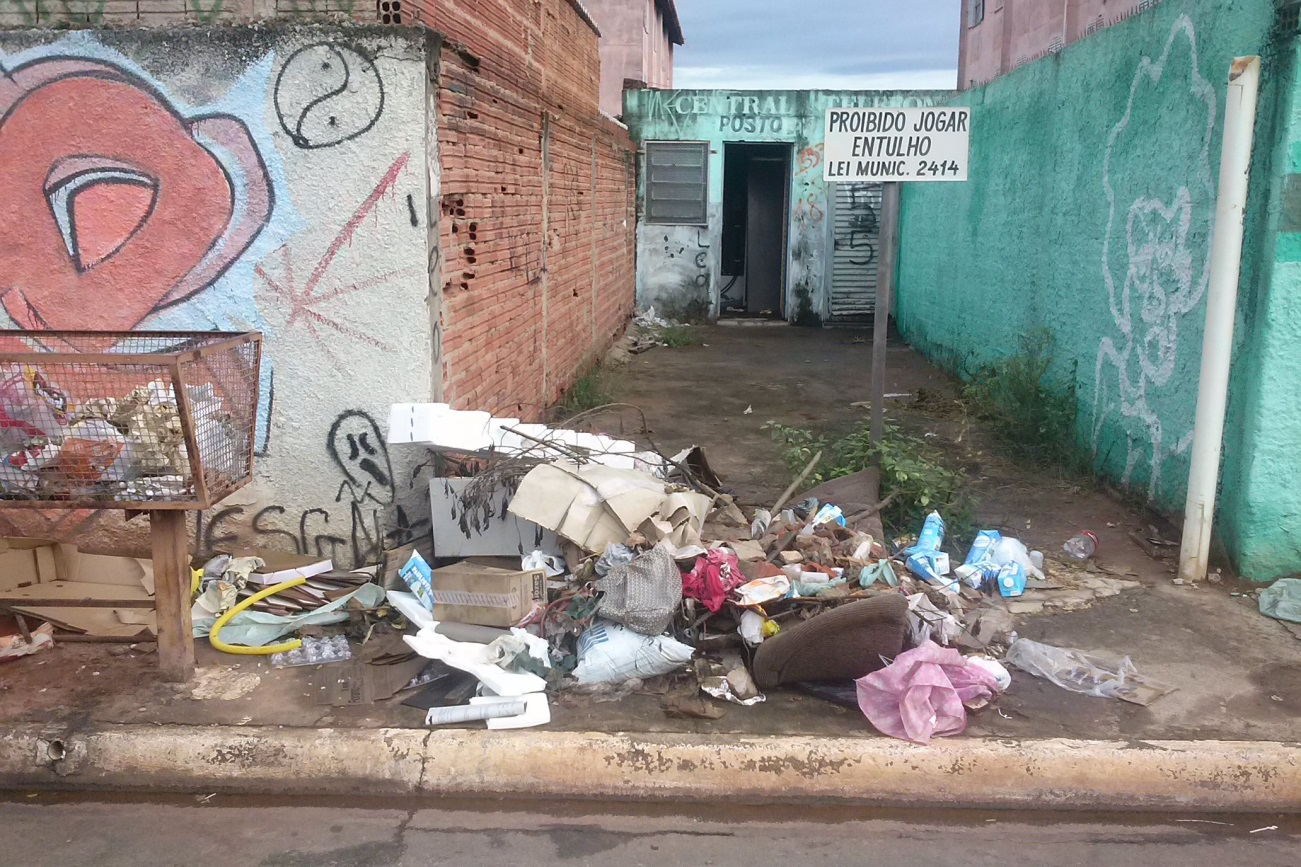 CENTRAL
POSTO
PROIBIDO JOGAR
ENTULHO
LEI MUNIC. 2414